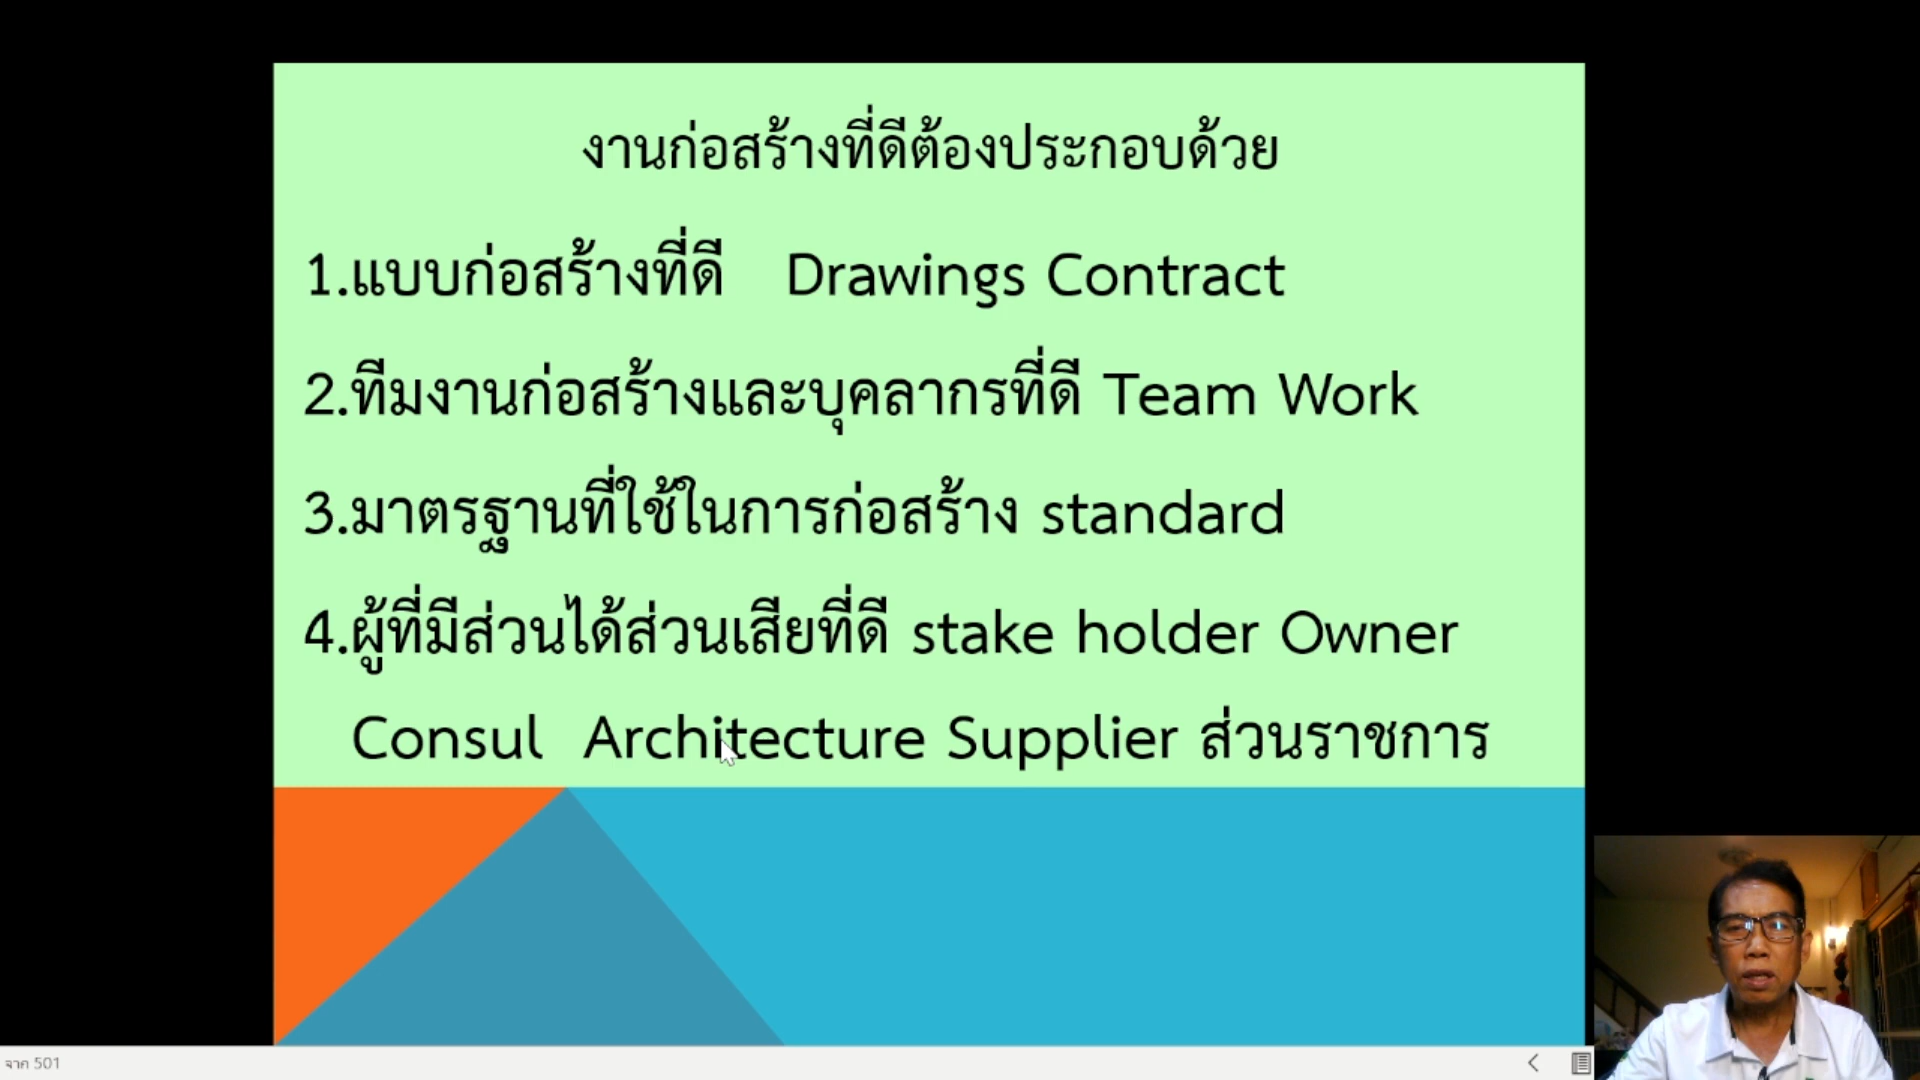 งานก่อสร้างที่ดีต้องประกอบด้วย
1.แบบก่อสร้างที่ดี Drawings Contract
2.ทีมงานก่อสร้างและบุคลากรที่ดี Team Work
3.มาตรฐานที่ใช้ในการก่อสร้าง standard
4.ผู้ที่มีส่วนได้ส่วนเสียที่ดี stake holder Owner
Consul Architecture Supplier ส่วนราชการ
จาก 501